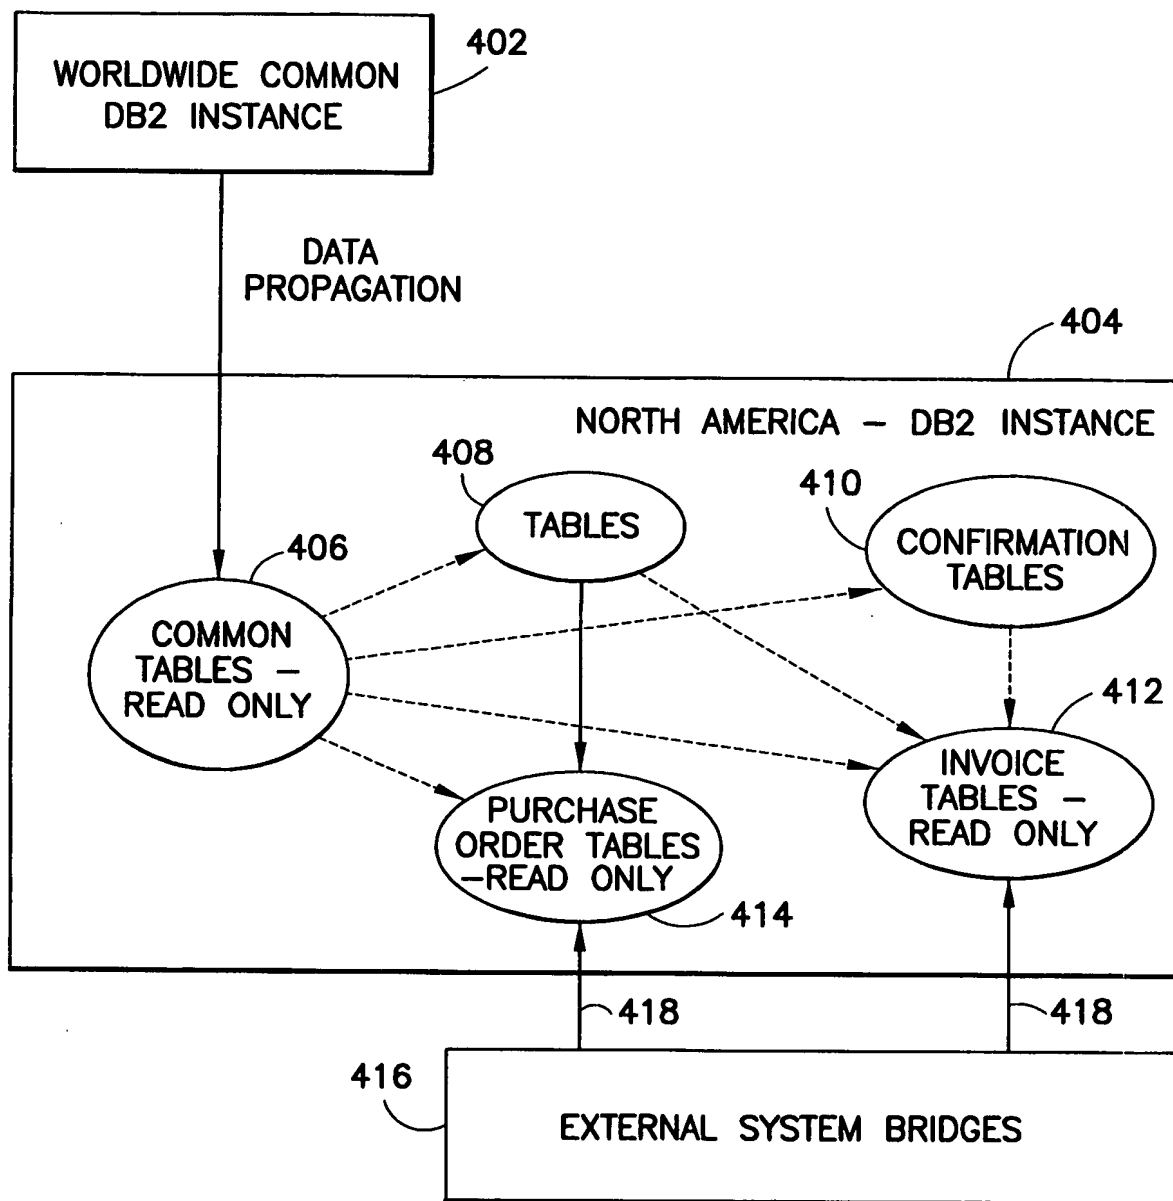 402
WORLDWIDE COMMON
DB2 INSTANCE
DATA
PROPAGATION
404
NORTH AMERICA – DB2 INSTANCE
408
TABLES
410
CONFIRMATION
TABLES
406
COMMON
TABLES –
READ ONLY
412
INVOICE
TABLES –
READ ONLY
PURCHASE
ORDER TABLES
–READ ONLY
414
418
418
416
EXTERNAL SYSTEM BRIDGES